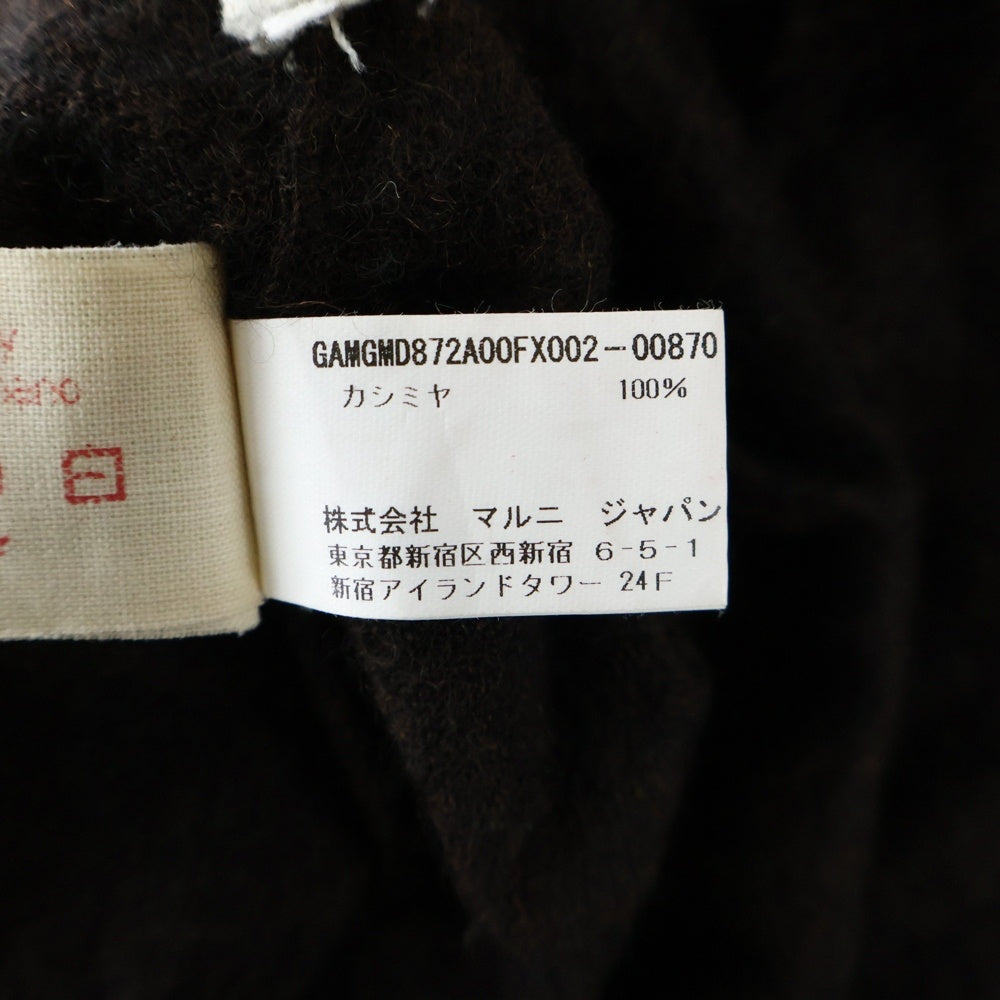 GAMGMD872A00FX002-00870
カシミヤ 100%
株式会社 マルニ ジャパン
東京都新宿区西新宿 6-5-1
新宿アイランドタワー 24F